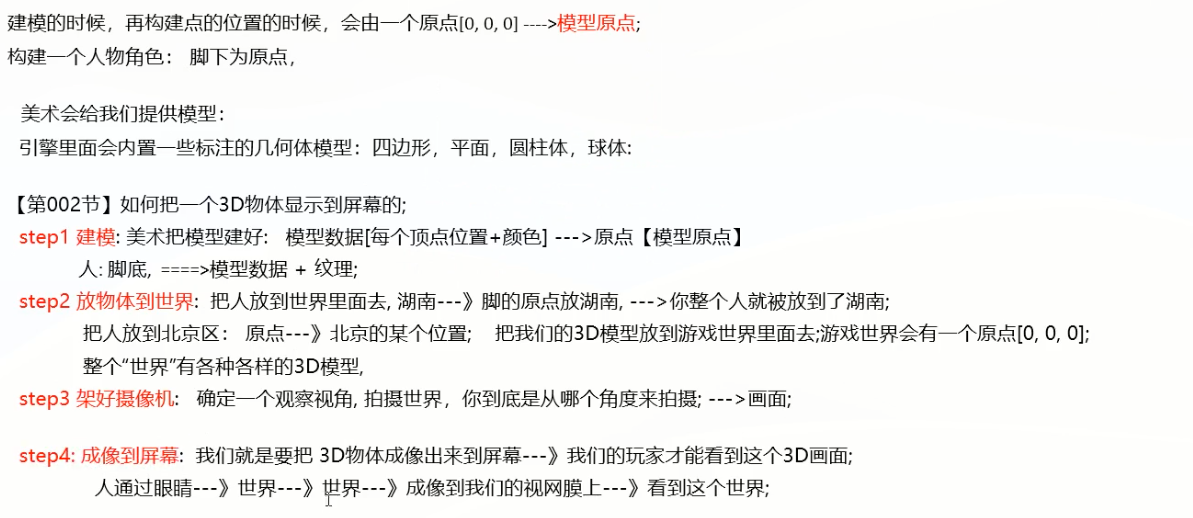 建模的时候，再构建点的位置的时候，会由一个原点[0, 0, 0] ---->模型原点;
构建一个人物角色： 脚下为原点，
美术会给我们提供模型：
引擎里面会内置一些标注的几何体模型：四边形，平面，圆柱体，球体:
【第002节】如何把一个3D物体显示到屏幕的;
step1 建模: 美术把模型建好： 模型数据[每个顶点位置+颜色] --->原点【模型原点】
人: 脚底, ====>模型数据 + 纹理;
step2 放物体到世界: 把人放到世界里面去, 湖南---》脚的原点放湖南, --->你整个人就被放到了湖南;
把人放到北京区： 原点---》北京的某个位置; 把我们的3D模型放到游戏世界里面去;游戏世界会有一个原点[0, 0, 0];
整个“世界”有各种各样的3D模型,
step3 架好摄像机: 确定一个观察视角, 拍摄世界，你到底是从哪个角度来拍摄; --->画面;
step4: 成像到屏幕: 我们就是要把 3D物体成像出来到屏幕---》我们的玩家才能看到这个3D画面;
人通过眼睛---》世界---》世界---》成像到我们的视网膜上---》看到这个世界;